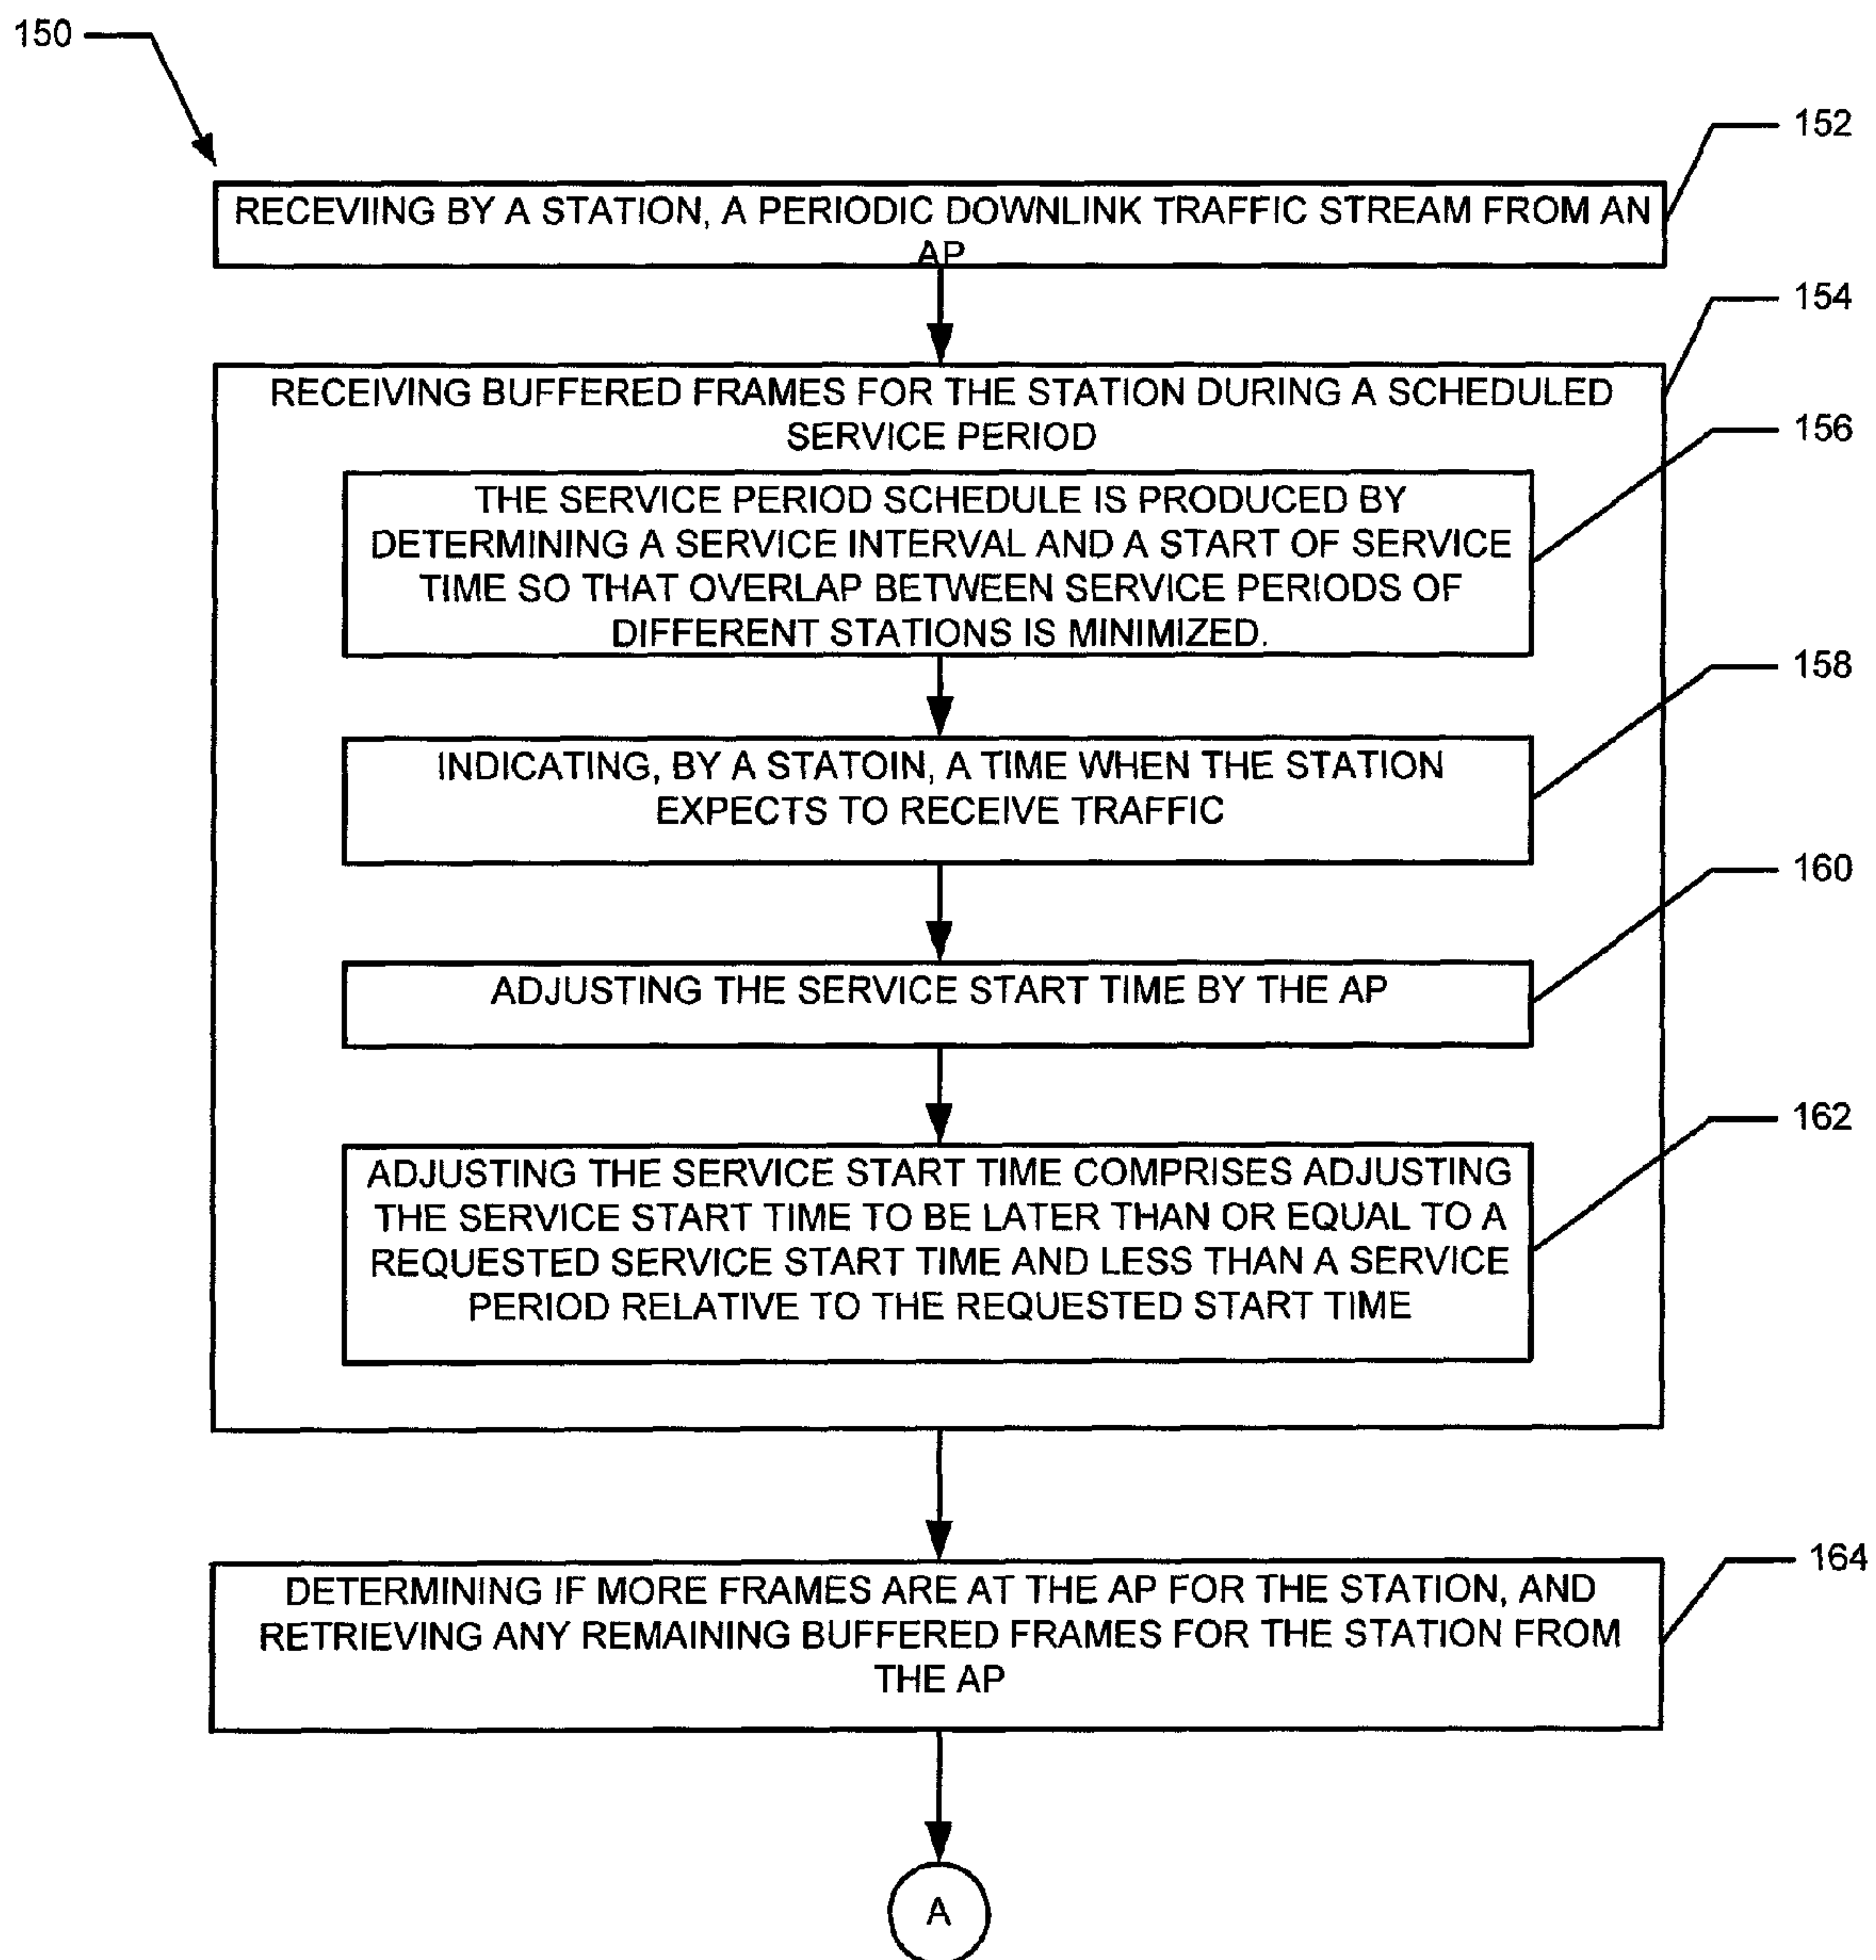 150
152
RECEVIING BY A STATION, A PERIODIC DOWNLINK TRAFFIC STREAM FROM AN
AP
154
RECEIVING BUFFERED FRAMES FOR THE STATION DURING A SCHEDULED
SERVICE PERIOD
156
THE SERVICE PERIOD SCHEDULE IS PRODUCED BY
DETERMINING A SERVICE INTERVAL AND A START OF SERVICE
TIME SO THAT OVERLAP BETWEEN SERVICE PERIODS OF
DIFFERENT STATIONS IS MINIMIZED.
158
INDICATING, BY A STATOIN, A TIME WHEN THE STATION
EXPECTS TO RECEIVE TRAFFIC
160
ADJUSTING THE SERVICE START TIME BY THE AP
162
ADJUSTING THE SERVICE START TIME COMPRISES ADJUSTING
THE SERVICE START TIME TO BE LATER THAN OR EQUAL TO A
REQUESTED SERVICE START TIME AND LESS THAN A SERVICE
PERIOD RELATIVE TO THE REQUESTED START TIME
164
DETERMINING IF MORE FRAMES ARE AT THE AP FOR THE STATION, AND
RETRIEVING ANY REMAINING BUFFERED FRAMES FOR THE STATION FROM
THE AP
A